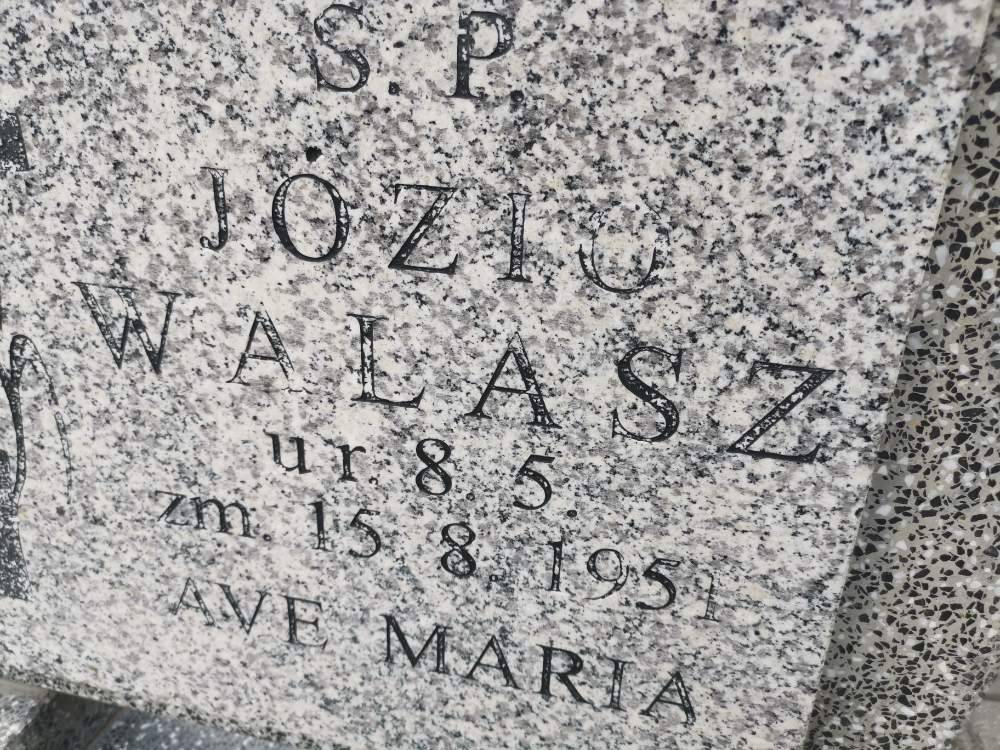 S. P.
JÓZIO
WALASZ
ur. 8. 5.
zm. 15 8. 1951
AVE MARIA